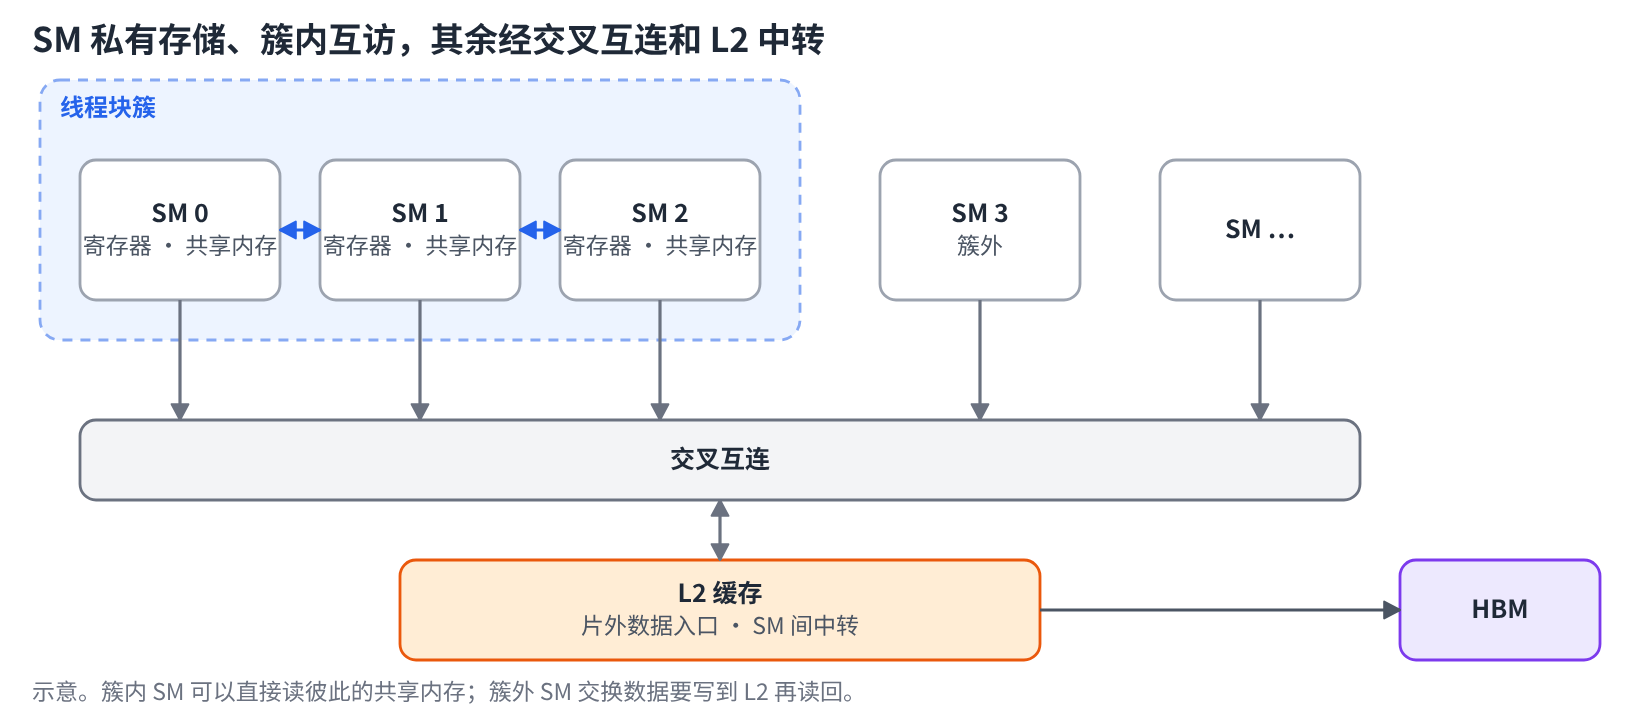 SM 私有存储、簇内互访，其余经交叉互连和 L2 中转
线程块簇
SM 0
寄存器 · 共享内存
SM 1
寄存器 · 共享内存
SM 2
寄存器 · 共享内存
SM 3
簇外
SM …
交叉互连
L2 缓存
片外数据入口 · SM 间中转
HBM
示意。簇内 SM 可以直接读彼此的共享内存；簇外 SM 交换数据要写到 L2 再读回。